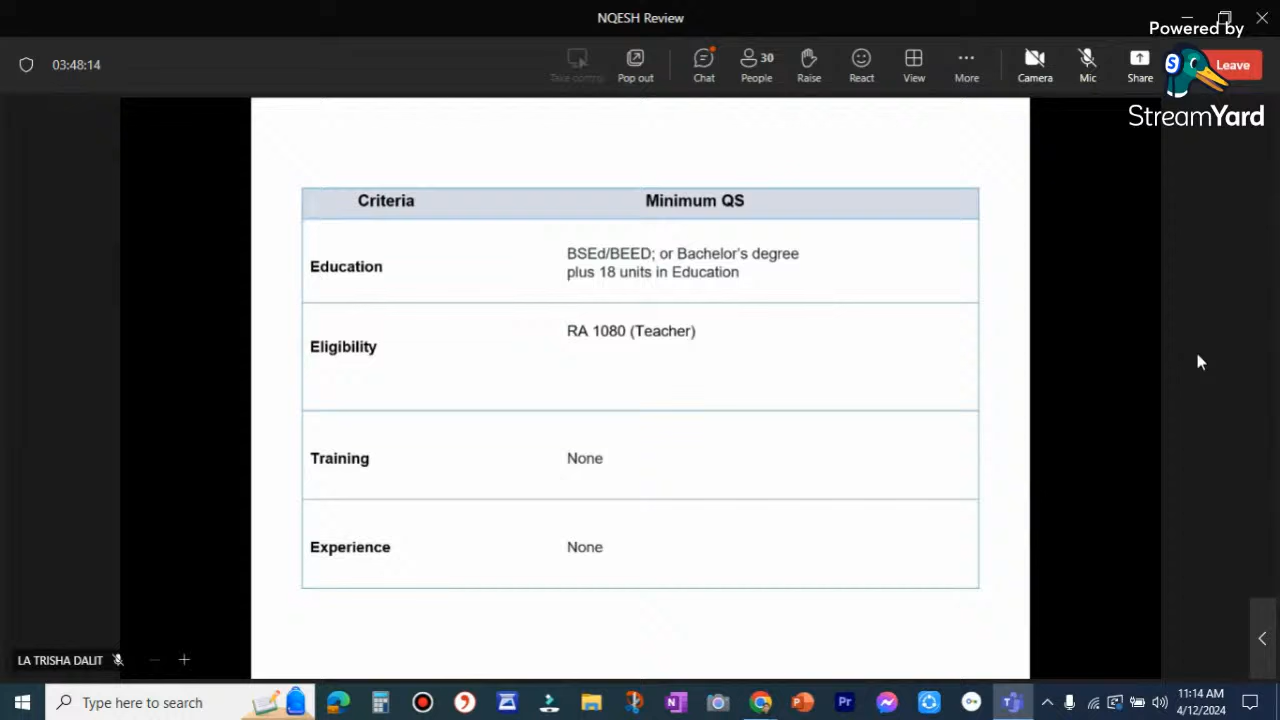 NQESH Review
Powered by
StreamYard
03:48:14
Take control
Pop out
Chat
30
People
Raise
React
View
More
Camera
Mic
Share
Leave
Criteria Minimum QS
Education BSEd/BEED; or Bachelor's degree
plus 18 units in Education
Eligibility RA 1080 (Teacher)
Training None
Experience None
LA TRISHA DALIT
Type here to search
11:14 AM
4/12/2024